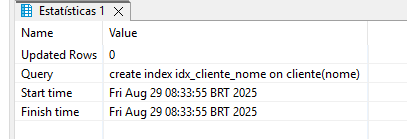 Estatísticas 1
Name Value
Updated Rows 0
Query create index idx_cliente_nome on cliente(nome)
Start time Fri Aug 29 08:33:55 BRT 2025
Finish time Fri Aug 29 08:33:55 BRT 2025